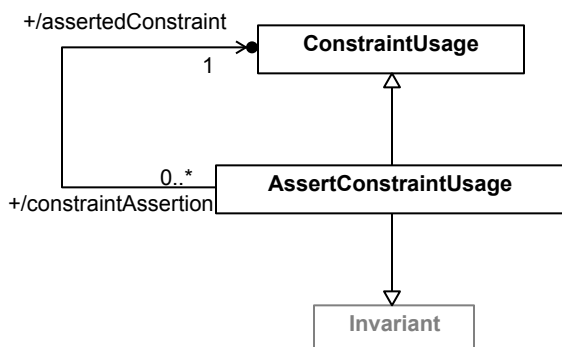 +/assertedConstraint
ConstraintUsage
1
0..*
AssertConstraintUsage
+/constraintAssertion
Invariant